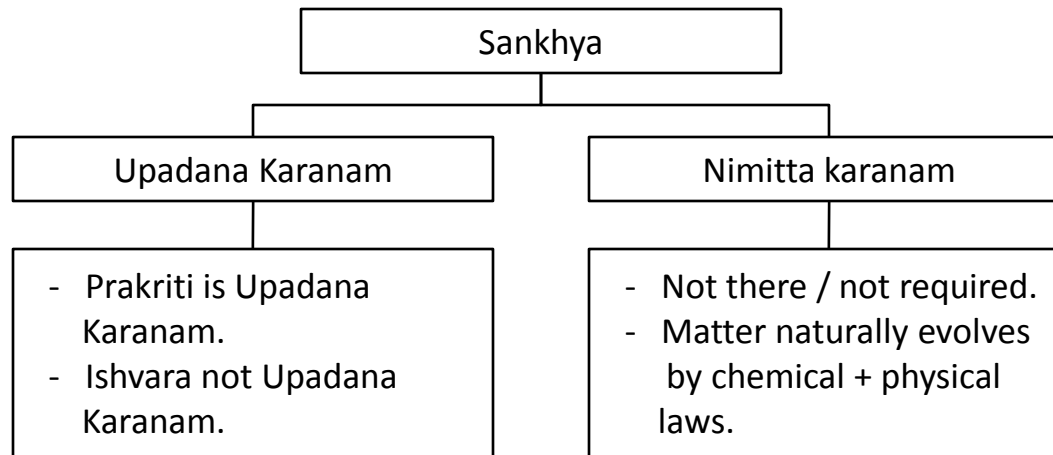 Sankhya
Upadana Karanam
Nimitta karanam
- Prakriti is Upadana
Karanam.
- Ishvara not Upadana
Karanam.
- Not there / not required.
- Matter naturally evolves
by chemical + physical
laws.